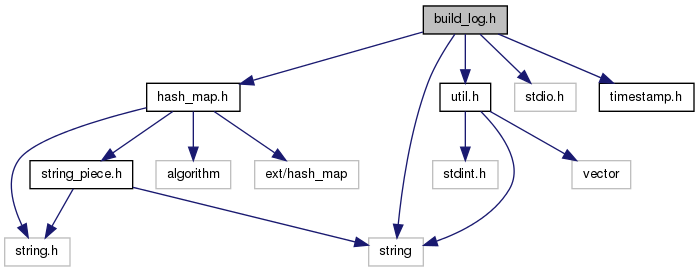 build_log.h
hash_map.h
util.h
stdio.h
timestamp.h
string_piece.h
algorithm
ext/hash_map
stdint.h
vector
string.h
string